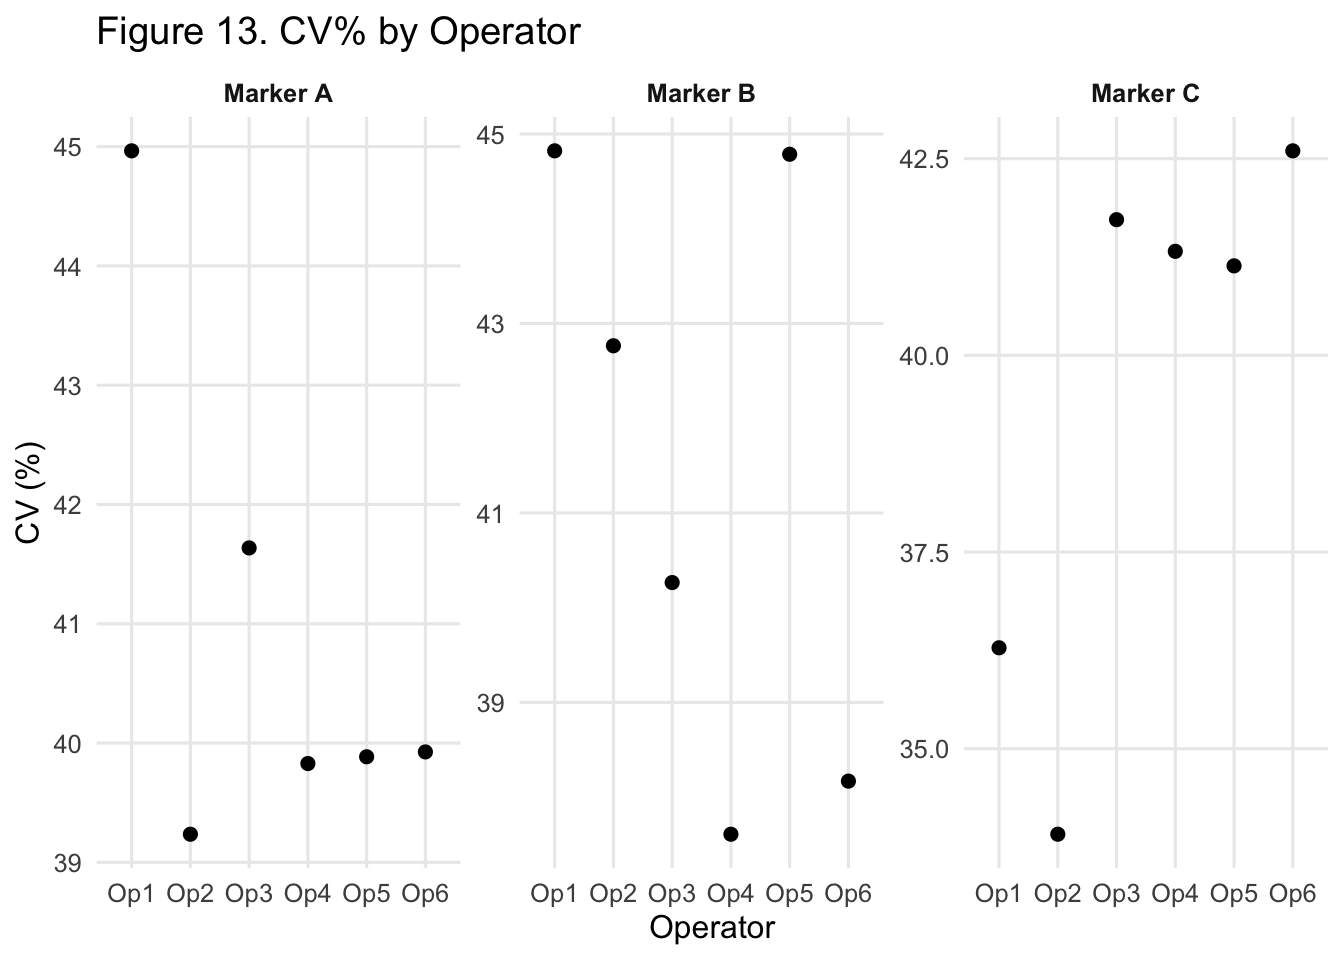 Figure 13. CV% by Operator
Marker A
Marker B
Marker C
CV (%)
45
44
43
42
41
40
39
45
43
41
39
42.5
40.0
37.5
35.0
Op1 Op2 Op3 Op4 Op5 Op6
Op1 Op2 Op3 Op4 Op5 Op6
Op1 Op2 Op3 Op4 Op5 Op6
Operator